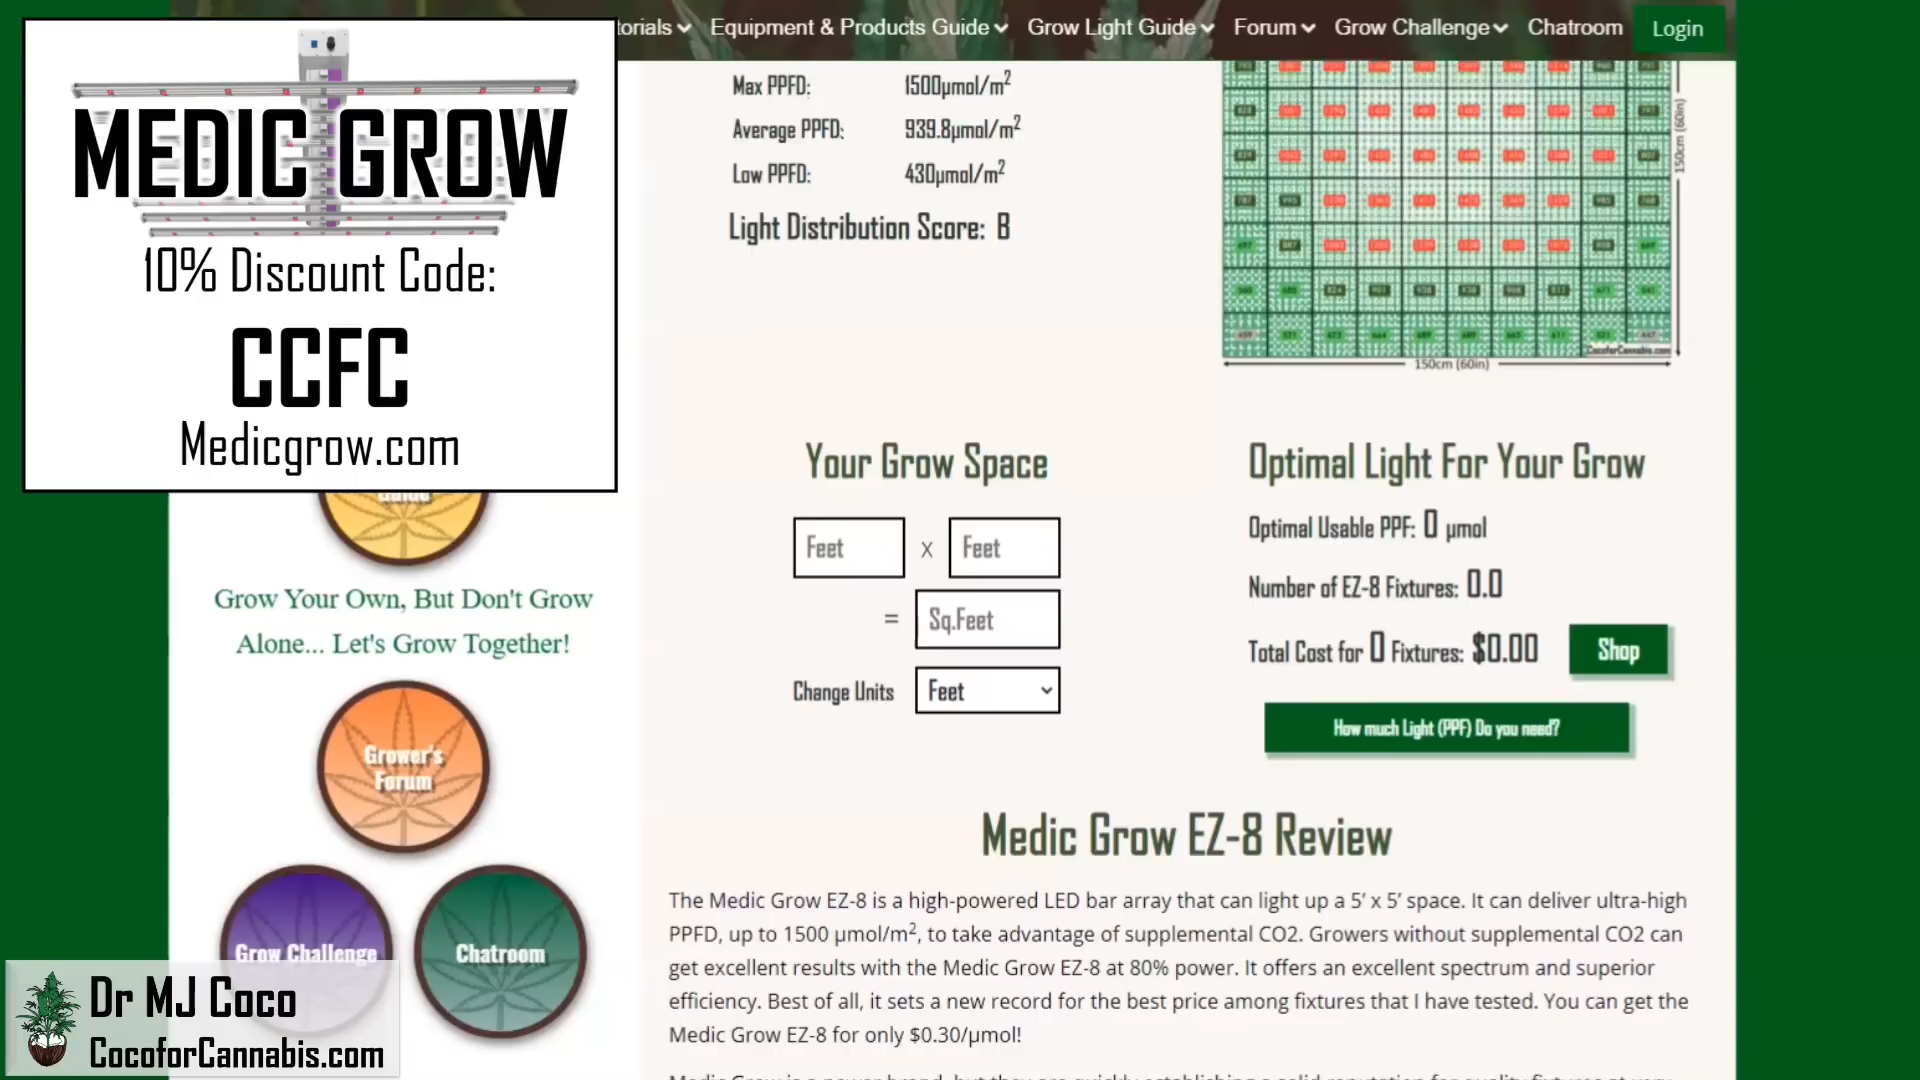 torials
Equipment & Products Guide
Grow Light Guide
Forum
Grow Challenge
Chatroom
Login
MEDIC GROW
10% Discount Code:
CCFC
Medicgrow.com
Max PPFD: 1500µmol/m²
Average PPFD: 939.8µmol/m²
Low PPFD: 430µmol/m²
Light Distribution Score: B
150cm (60in)
CocoforCannabis.com
150cm (60in)
Guide
Grow Your Own, But Don't Grow
Alone... Let's Grow Together!
Grower's
Forum
Grow Challenge
Chatroom
Your Grow Space
Feet x Feet
= Sq.Feet
Change Units Feet
Optimal Light For Your Grow
Optimal Usable PPF: 0 µmol
Number of EZ-8 Fixtures: 0.0
Total Cost for 0 Fixtures: $0.00
Shop
How much Light (PPF) Do you need?
Medic Grow EZ-8 Review
The Medic Grow EZ-8 is a high-powered LED bar array that can light up a 5’ x 5’ space. It can deliver ultra-high
PPFD, up to 1500 µmol/m², to take advantage of supplemental CO2. Growers without supplemental CO2 can
get excellent results with the Medic Grow EZ-8 at 80% power. It offers an excellent spectrum and superior
efficiency. Best of all, it sets a new record for the best price among fixtures that I have tested. You can get the
Medic Grow EZ-8 for only $0.30/µmol!
Dr MJ Coco
CocoforCannabis.com